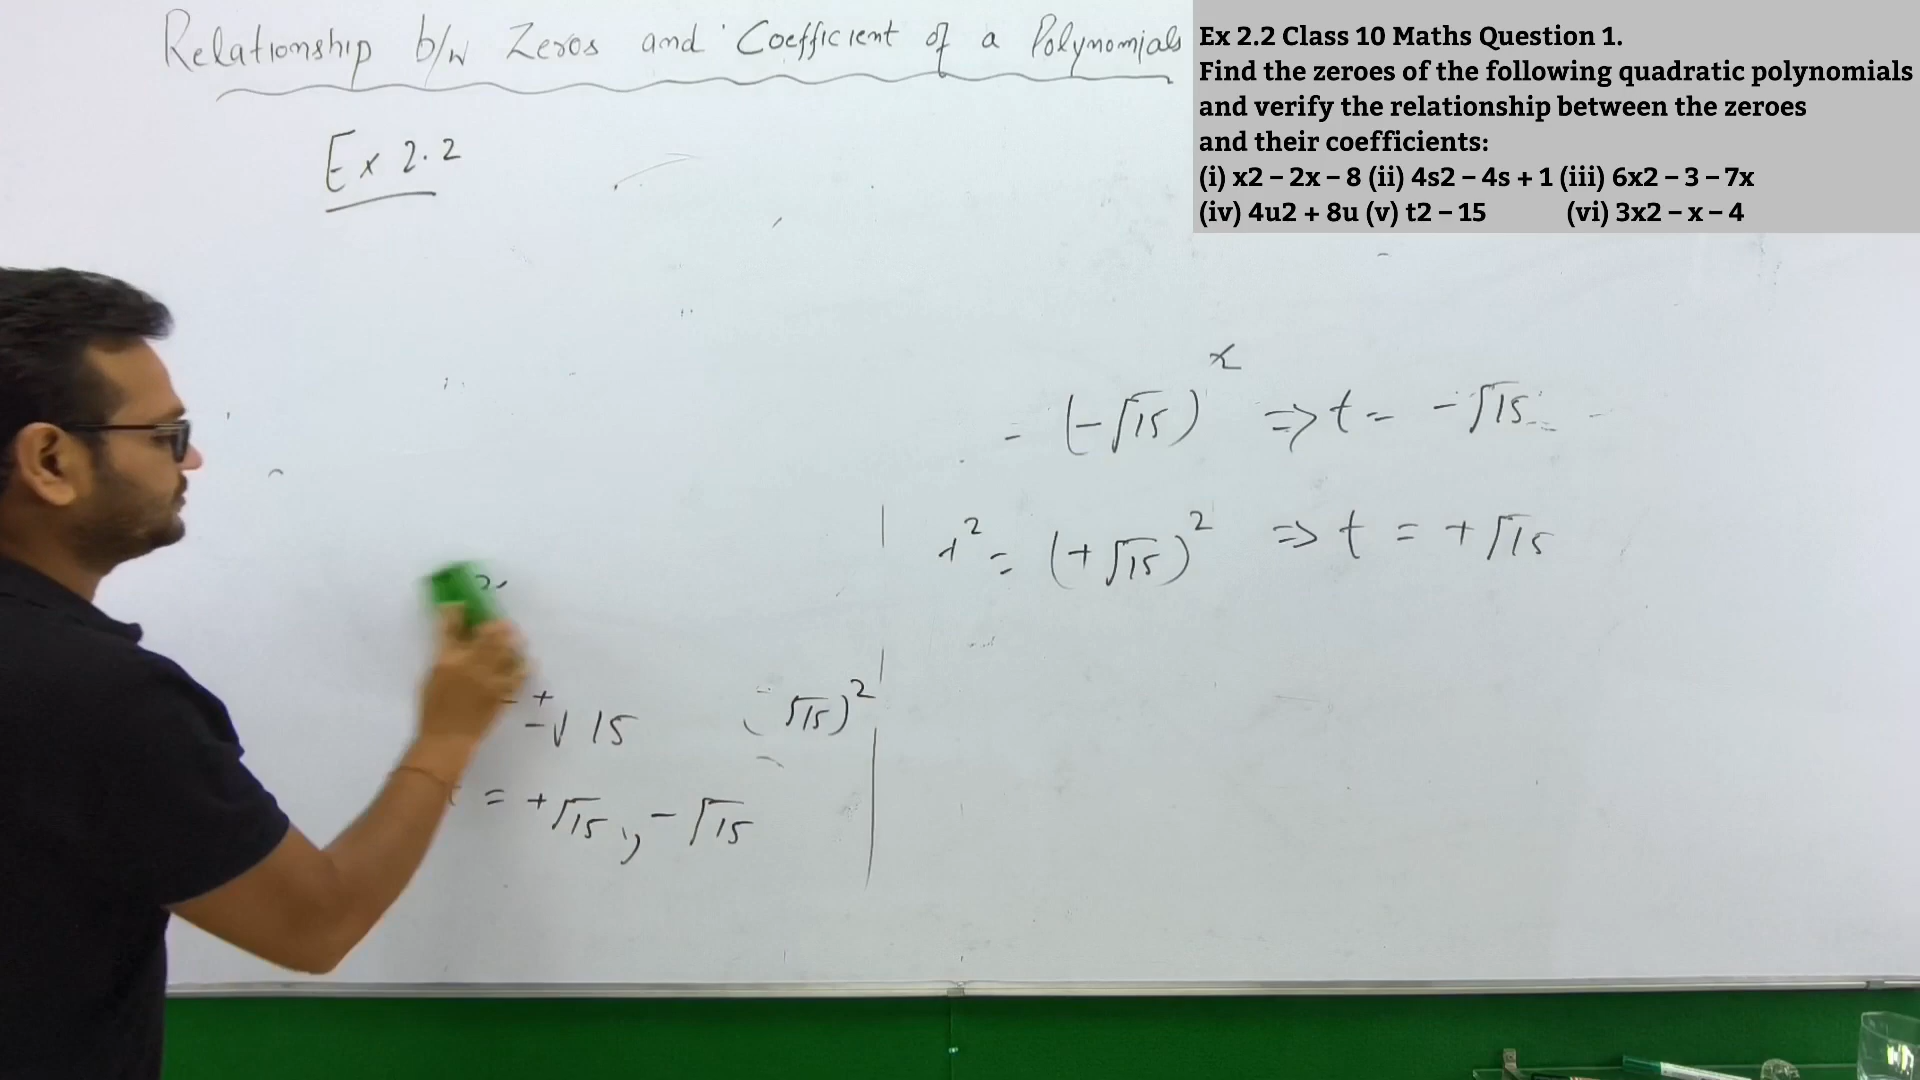 Relationship b/w Zeros and Coefficient of a Polynomials
Ex 2.2
Ex 2.2 Class 10 Maths Question 1.
Find the zeroes of the following quadratic polynomials
and verify the relationship between the zeroes
and their coefficients:
(i) x2 – 2x – 8 (ii) 4s2 – 4s + 1 (iii) 6x2 – 3 – 7x
(iv) 4u2 + 8u (v) t2 – 15 (vi) 3x2 – x – 4
± √15 (√15)²
t = +√15, -√15
= (-√15)² ⇒ t = -√15
t² = (+√15)² ⇒ t = +√15